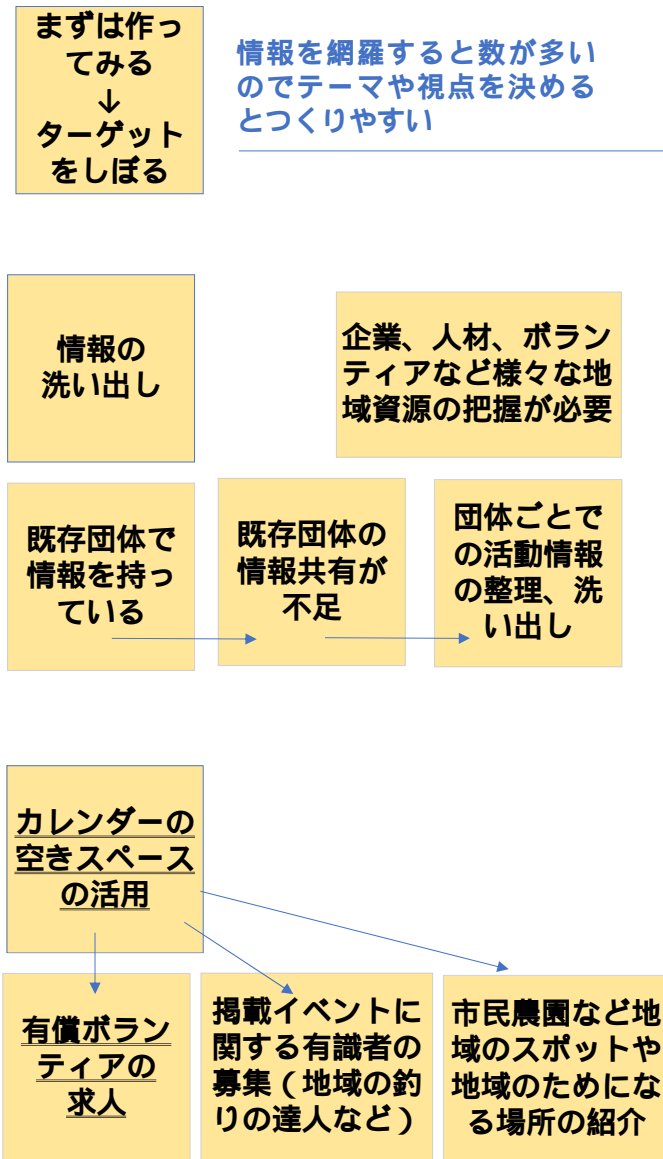 まずは作っ
てみる
↓
ターゲット
をしぼる
情報を網羅すると数が多い
のでテーマや視点を決める
とつくりやすい
情報の
洗い出し
企業、人材、ボラン
ティアなど様々な地
域資源の把握が必要
既存団体で
情報を持っ
ている
既存団体の
情報共有が
不足
団体ごとで
の活動情報
の整理、洗
い出し
カレンダーの
空きスペース
の活用
有償ボラン
ティアの
求人
掲載イベントに
関する有識者の
募集（地域の釣
りの達人など）
市民農園など地
域のスポットや
地域のためにな
る場所の紹介